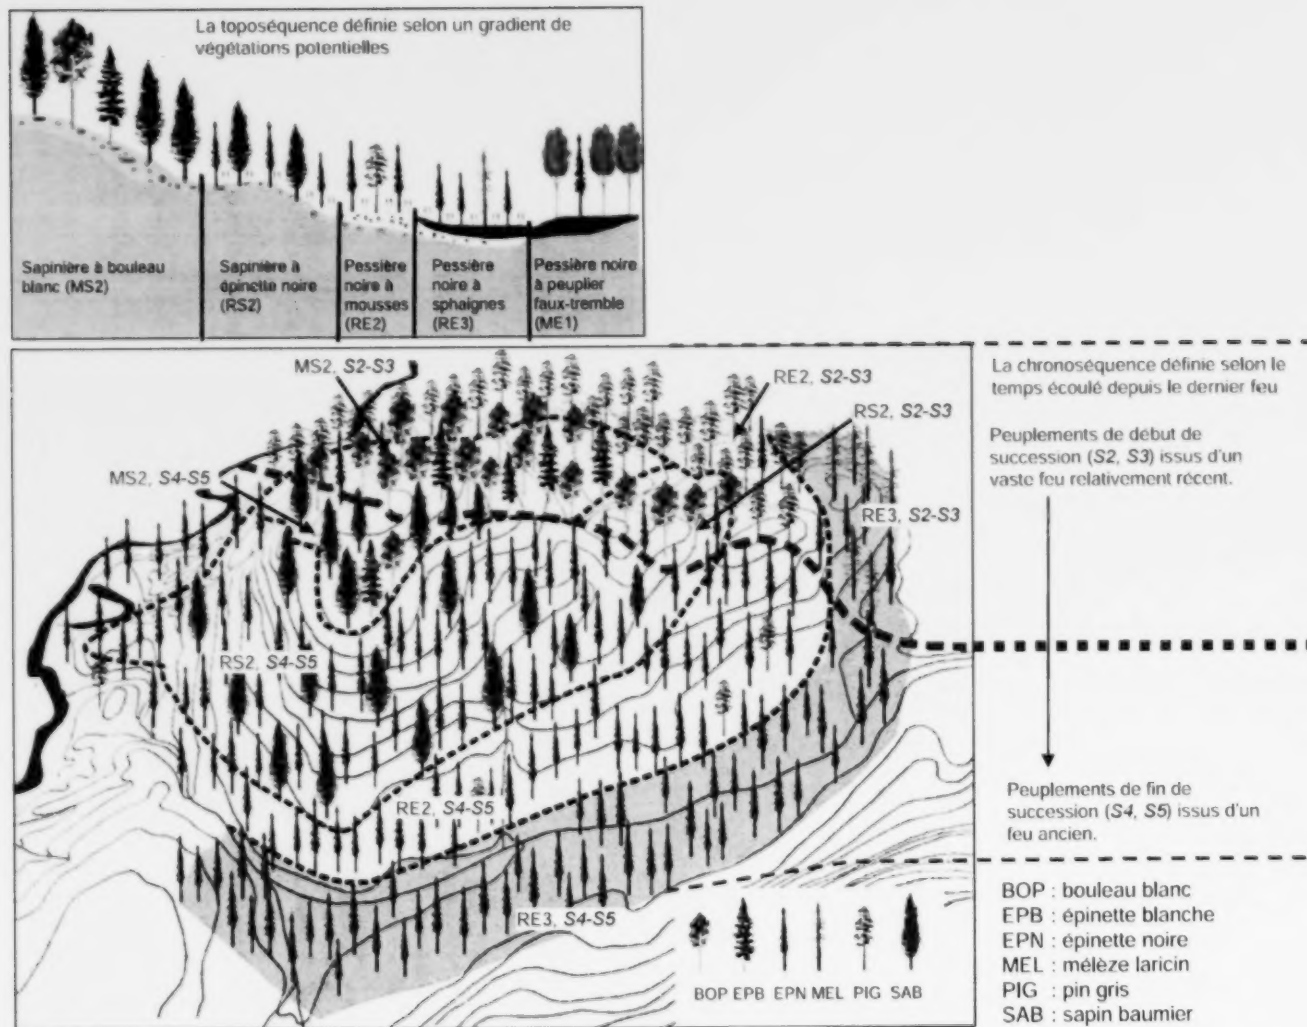 La toposéquence définie selon un gradient de
végétations potentielles
Sapinière à bouleau
blanc (MS2)
Sapinière à
épinette noire
(RS2)
Pessière
noire à
mousses
(RE2)
Pessière
noire à
sphaignes
(RE3)
Pessière noire
à peuplier
faux-tremble
(ME1)
MS2, S2-S3
RE2, S2-S3
RS2, S2-S3
MS2, S4-S5
RE3, S2-S3
RS2, S4-S5
RE2, S4-S5
RE3, S4-S5
BOP EPB EPN MEL PIG SAB
La chronoséquence définie selon le
temps écoulé depuis le dernier feu
Peuplements de début de
succession (S2, S3) issus d'un
vaste feu relativement récent.
Peuplements de fin de
succession (S4, S5) issus d'un
feu ancien.
BOP : bouleau blanc
EPB : épinette blanche
EPN : épinette noire
MEL : mélèze laricin
PIG : pin gris
SAB : sapin baumier